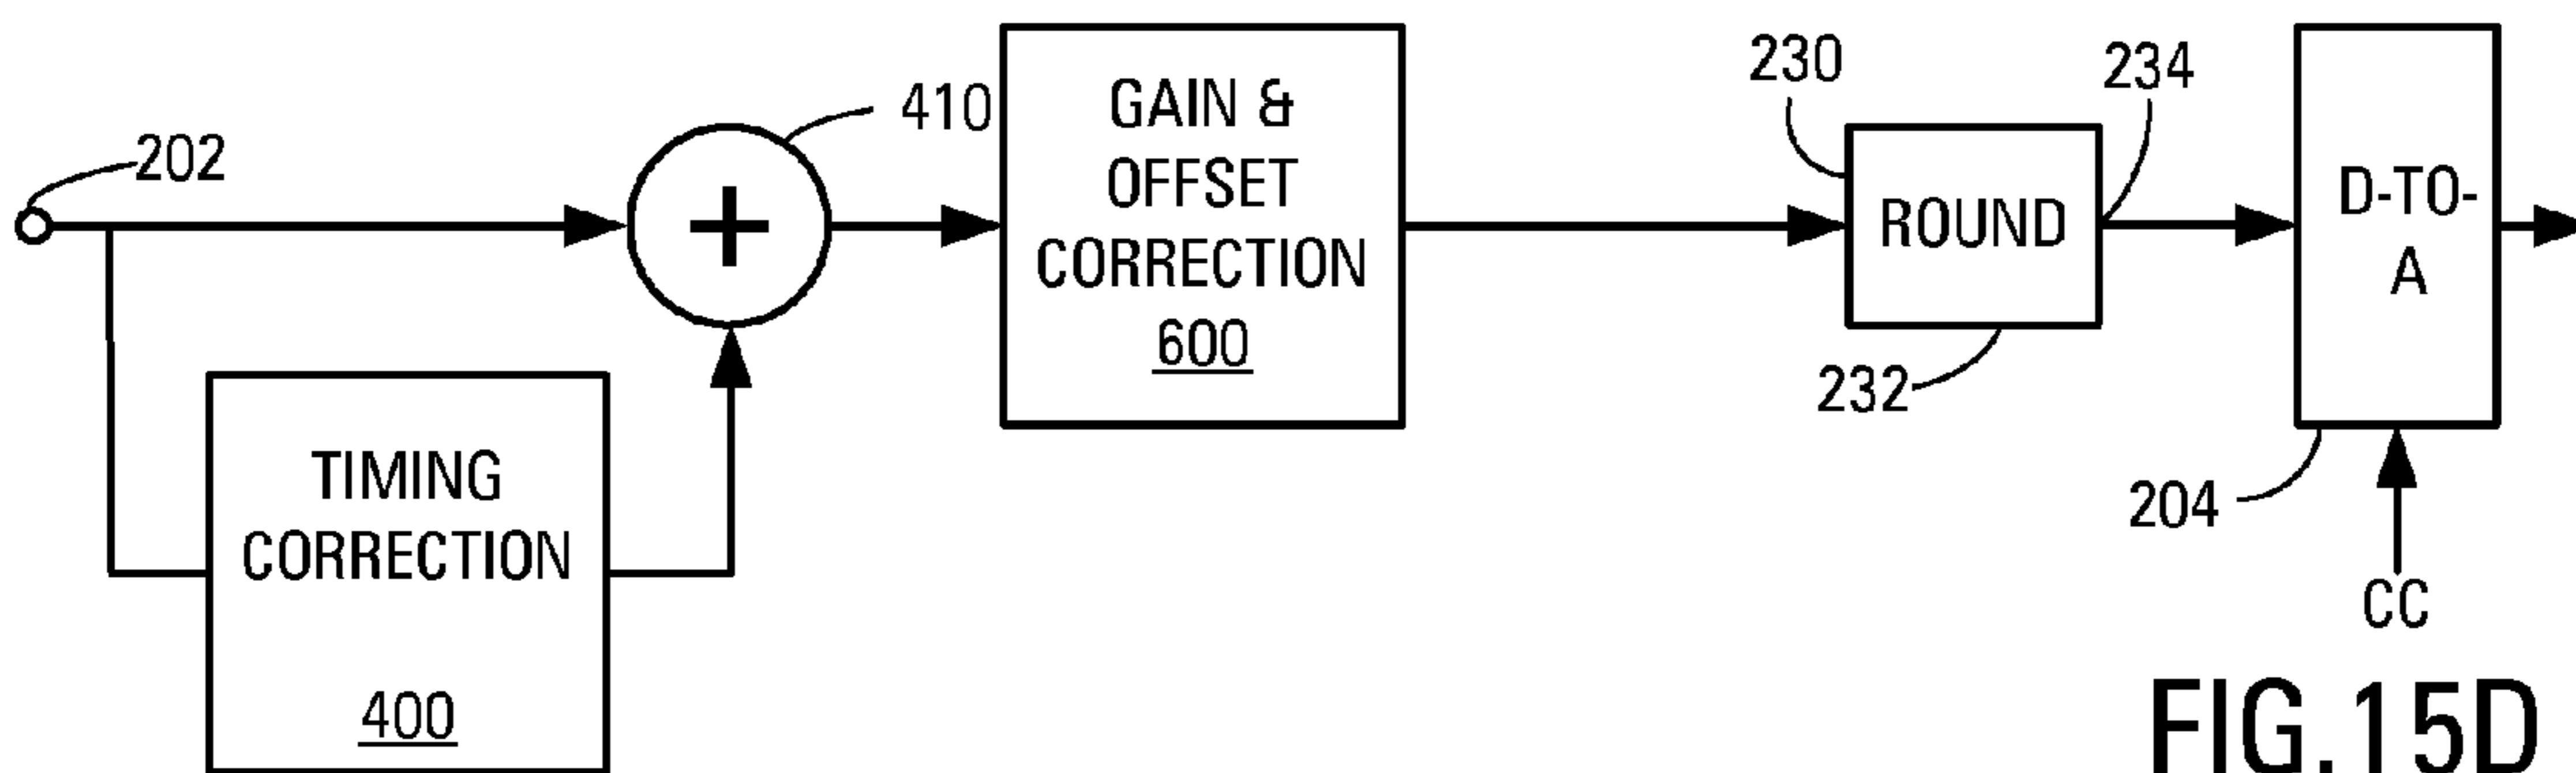 202
410
GAIN &
OFFSET
CORRECTION
600
230
ROUND
234
232
D-TO-
A
204
CC
TIMING
CORRECTION
400
FIG.15D